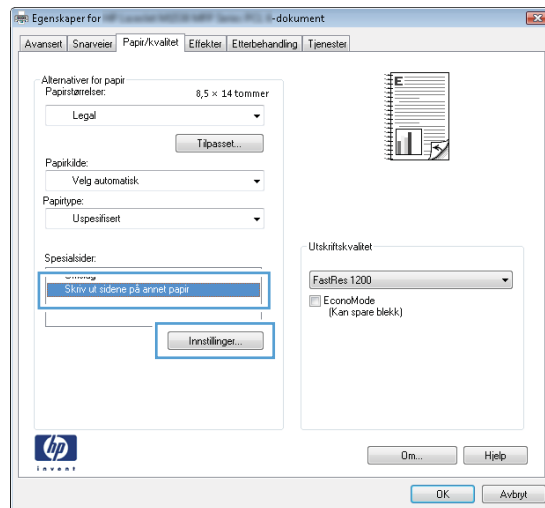 Egenskaper for -dokument
Avansert Snarveier Papir/kvalitet Effekter Etterbehandling Tjenester
Alternativer for papir
Papirstørrelser: 8,5 × 14 tommer
Legal
Tilpasset...
Papirkilde:
Velg automatisk
Papirtype:
Uspesifisert
Spesialsider:
Skriv ut sidene på annet papir
Innstillinger...
E
Utskriftskvalitet
FastRes 1200
EconoMode
(Kan spare blekk)
hp
invent
Om... Hjelp
OK Avbryt